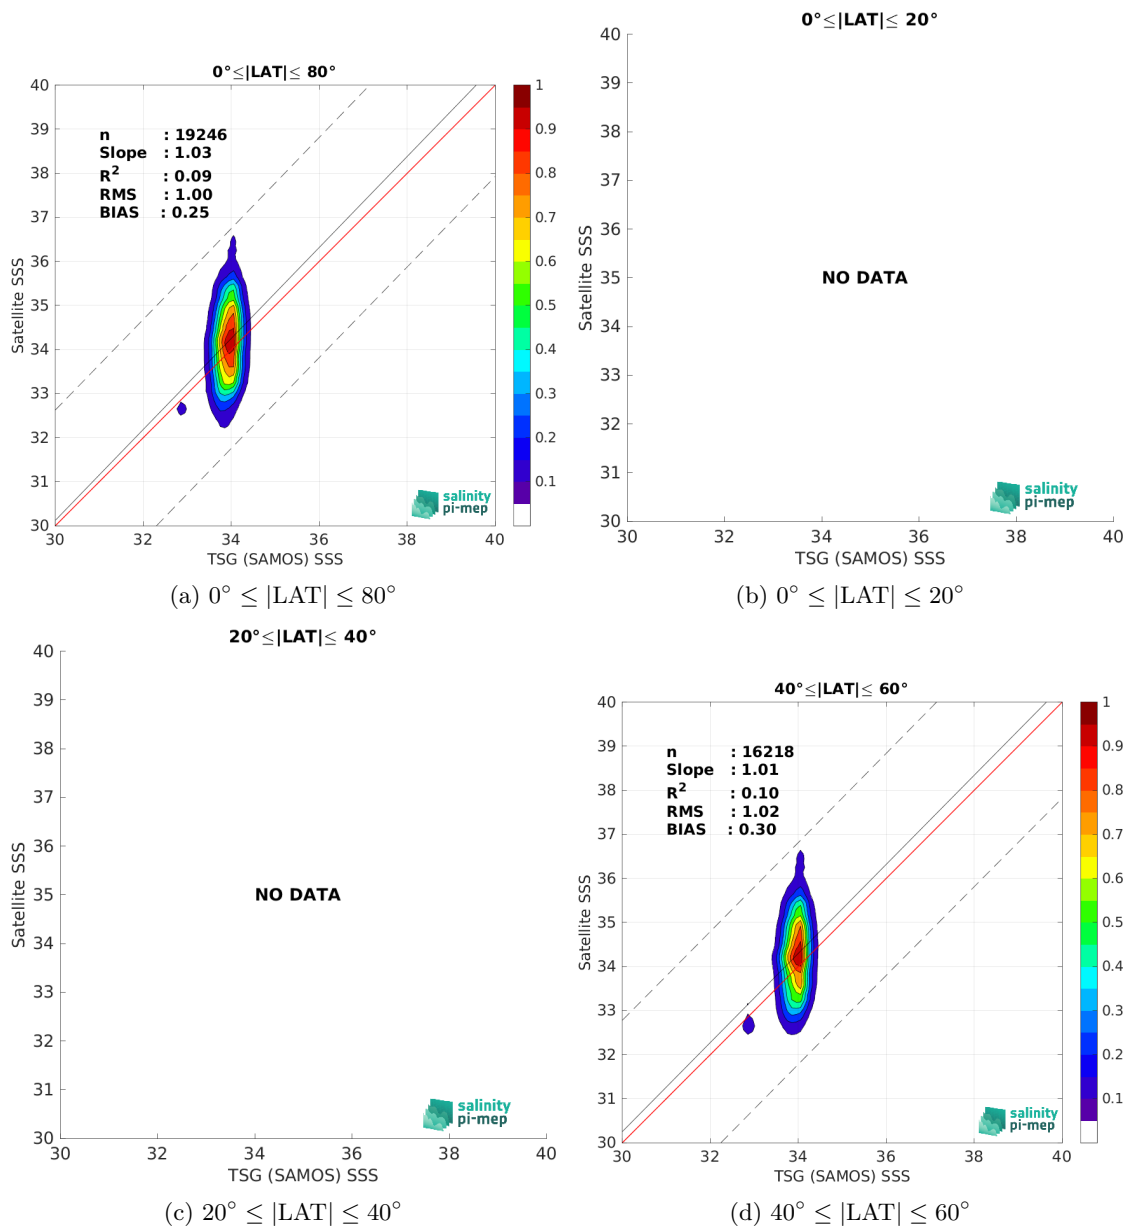 0°≤|LAT|≤ 80°
n : 19246
Slope : 1.03
R² : 0.09
RMS : 1.00
BIAS : 0.25
40
39
38
37
36
35
34
33
32
31
30
Satellite SSS
30 32 34 36 38 40
TSG (SAMOS) SSS
1
0.9
0.8
0.7
0.6
0.5
0.4
0.3
0.2
0.1
salinity
pi-mep
(a) 0° ≤ |LAT| ≤ 80°
0°≤|LAT|≤ 20°
40
39
38
37
36
35
34
33
32
31
30
Satellite SSS
NO DATA
30 32 34 36 38 40
TSG (SAMOS) SSS
salinity
pi-mep
(b) 0° ≤ |LAT| ≤ 20°
20°≤|LAT|≤ 40°
40
39
38
37
36
35
34
33
32
31
30
Satellite SSS
NO DATA
30 32 34 36 38 40
TSG (SAMOS) SSS
salinity
pi-mep
(c) 20° ≤ |LAT| ≤ 40°
40°≤|LAT|≤ 60°
n : 16218
Slope : 1.01
R² : 0.10
RMS : 1.02
BIAS : 0.30
40
39
38
37
36
35
34
33
32
31
30
Satellite SSS
30 32 34 36 38 40
TSG (SAMOS) SSS
1
0.9
0.8
0.7
0.6
0.5
0.4
0.3
0.2
0.1
salinity
pi-mep
(d) 40° ≤ |LAT| ≤ 60°